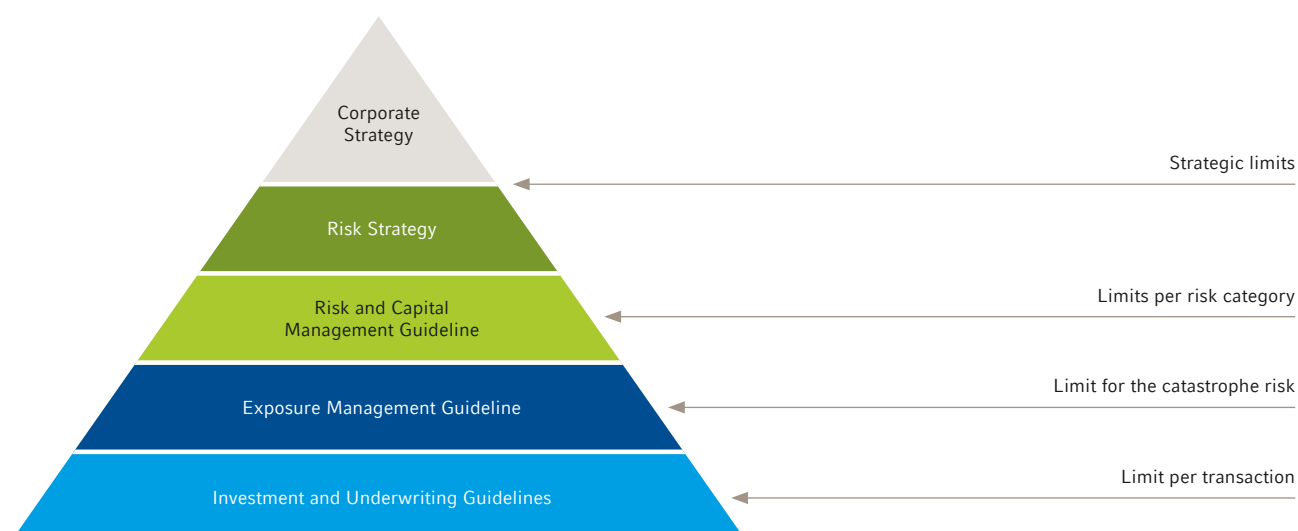 Corporate
Strategy
Strategic limits
Risk Strategy
Limits per risk category
Risk and Capital
Management Guideline
Limit for the catastrophe risk
Exposure Management Guideline
Limit per transaction
Investment and Underwriting Guidelines